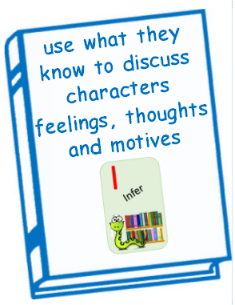 use what they
know to discuss
characters
feelings, thoughts
and motives
I
Infer